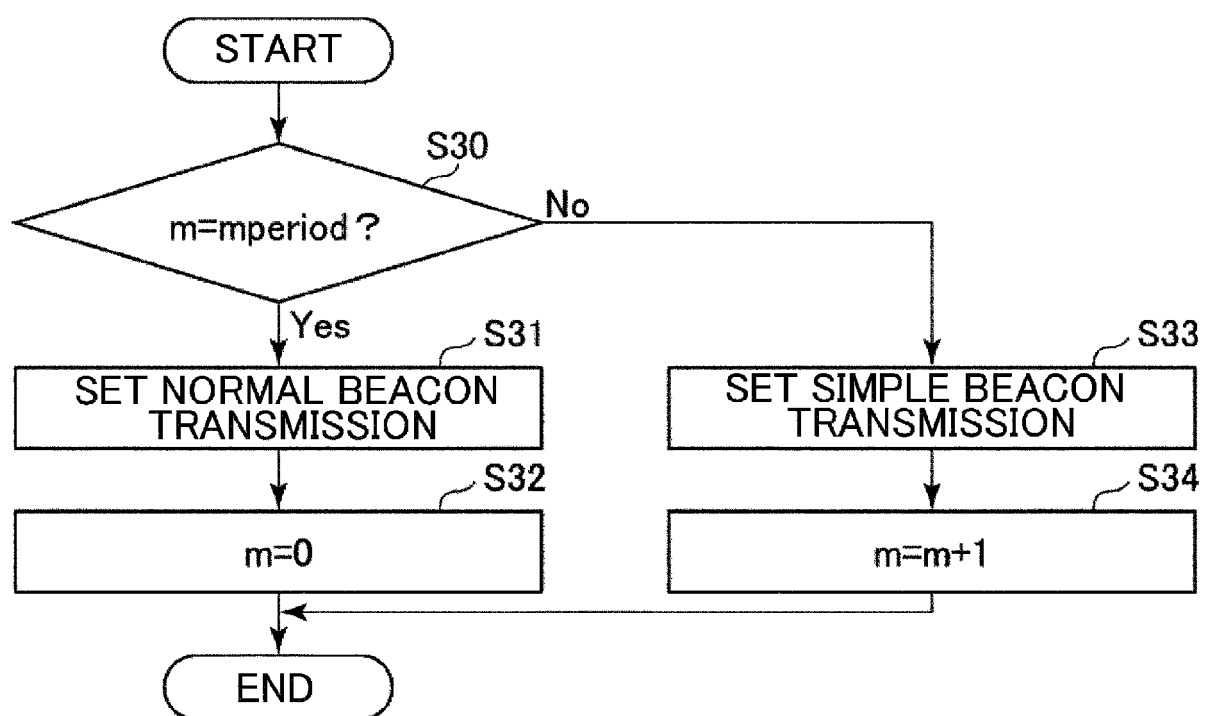 START
S30
m=mperiod?
No
Yes
S31
SET NORMAL BEACON
TRANSMISSION
S33
SET SIMPLE BEACON
TRANSMISSION
S32
m=0
S34
m=m+1
END